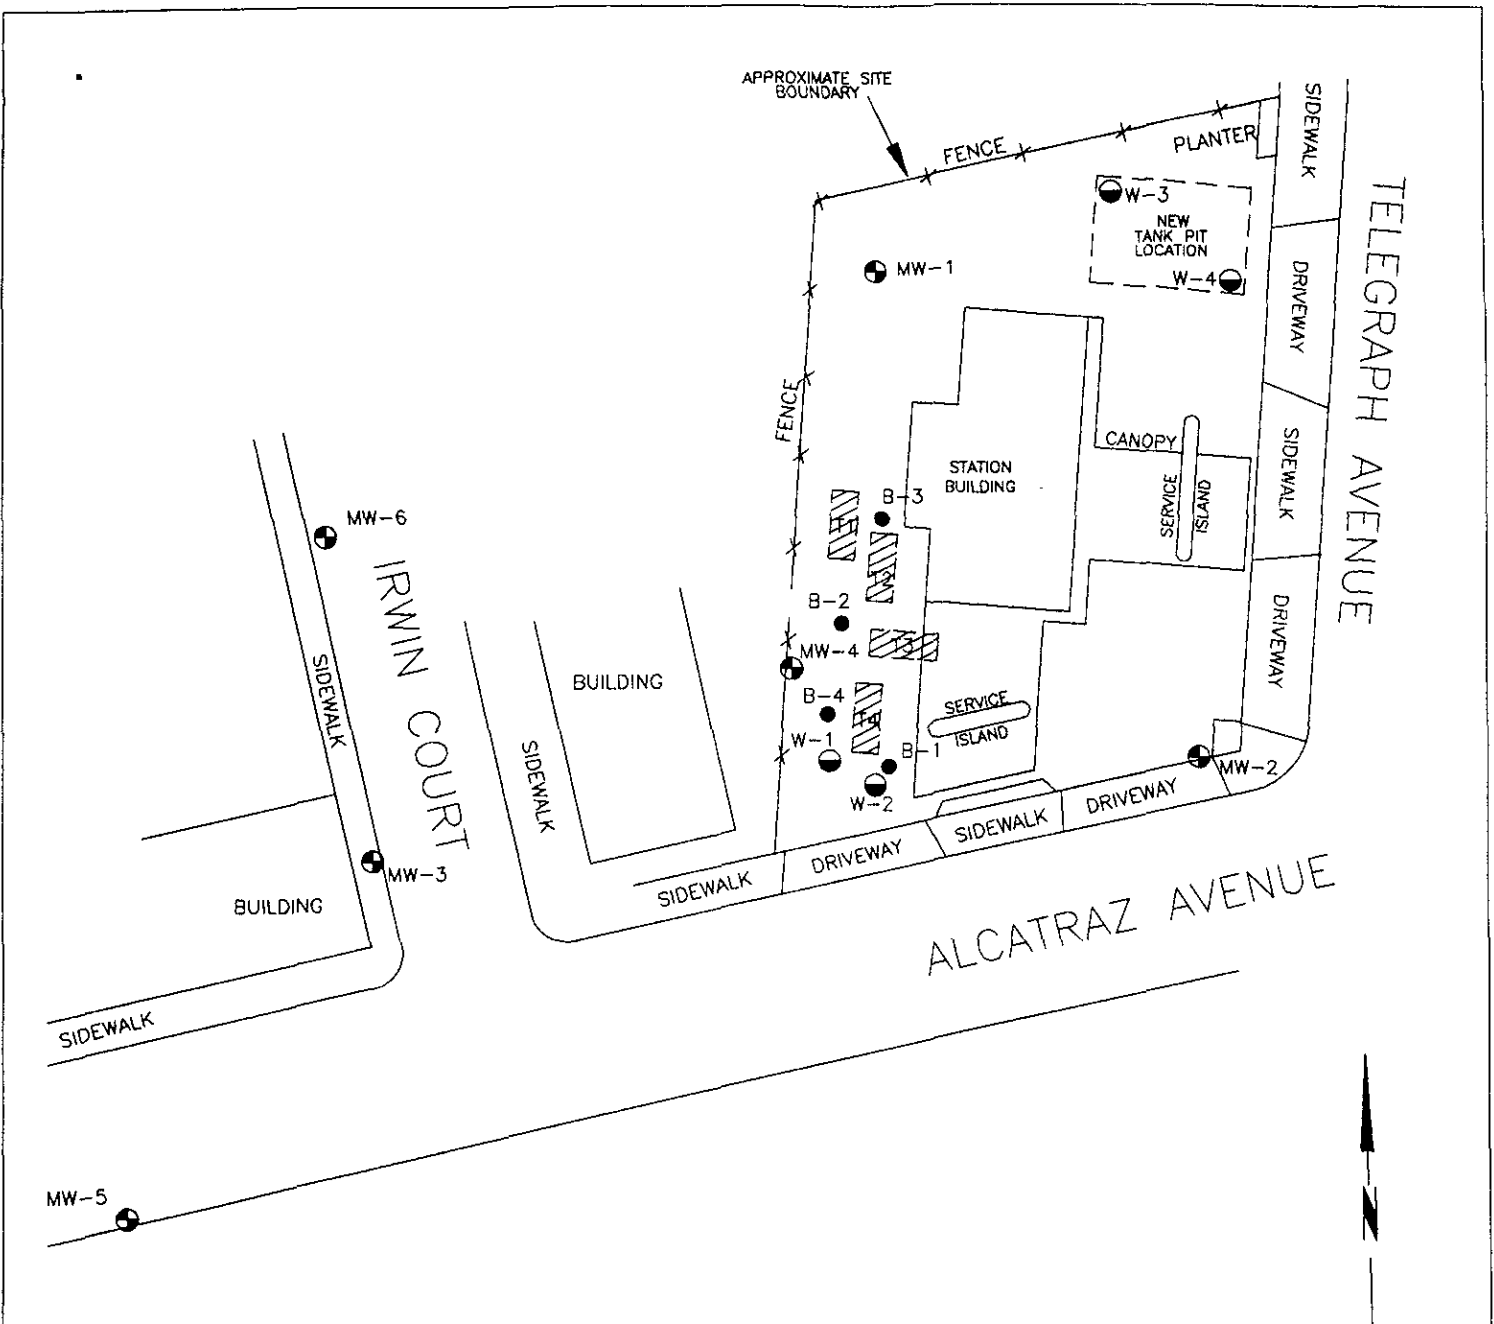 APPROXIMATE SITE
BOUNDARY
FENCE
PLANTER
SIDEWALK
W-3
NEW
TANK PIT
LOCATION
W-4
MW-1
DRIVEWAY
TELEGRAPH AVENUE
FENCE
CANOPY
STATION
BUILDING
SERVICE
ISLAND
SIDEWALK
B-3
T2
B-2
T3
MW-4
B-4
W-1
B-1
W-2
SERVICE
ISLAND
DRIVEWAY
MW-2
MW-6
IRWIN COURT
SIDEWALK
BUILDING
SIDEWALK
MW-3
BUILDING
SIDEWALK
DRIVEWAY
SIDEWALK
DRIVEWAY
ALCATRAZ AVENUE
SIDEWALK
MW-5
N